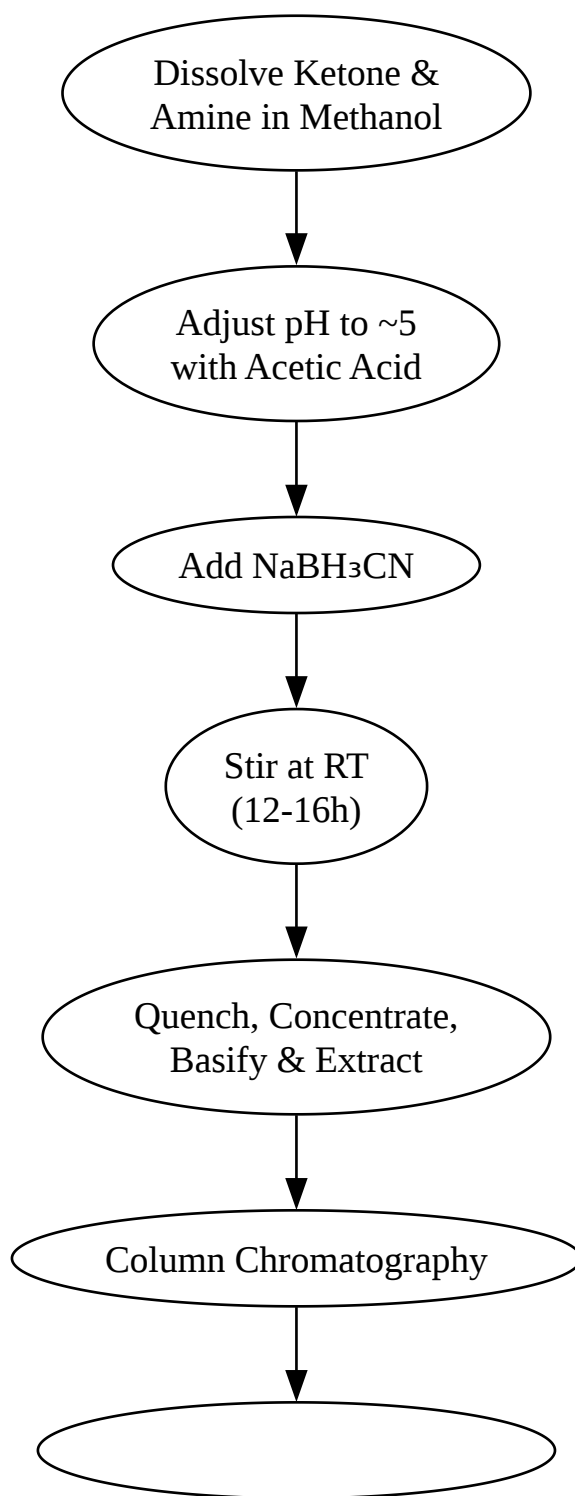 Dissolve Ketone &
Amine in Methanol
Adjust pH to ~5
with Acetic Acid
Add NaBH₃CN
Stir at RT
(12-16h)
Quench, Concentrate,
Basify & Extract
Column Chromatography